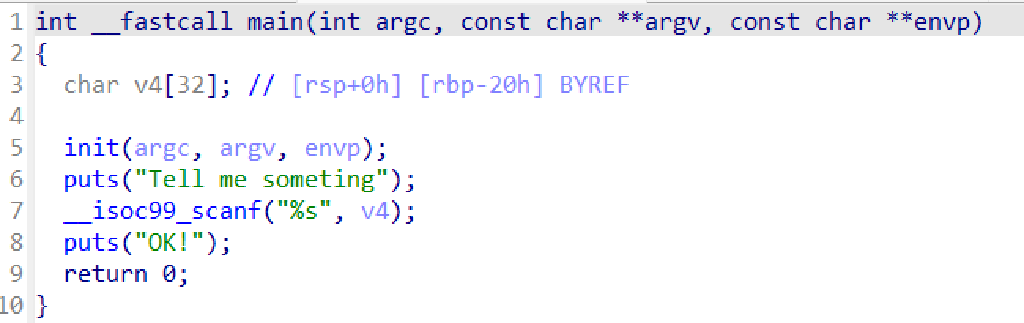 1 int __fastcall main(int argc, const char **argv, const char **envp)
2 {
3   char v4[32]; // [rsp+0h] [rbp-20h] BYREF
4
5   init(argc, argv, envp);
6   puts("Tell me someting");
7   __isoc99_scanf("%s", v4);
8   puts("OK!");
9   return 0;
10 }